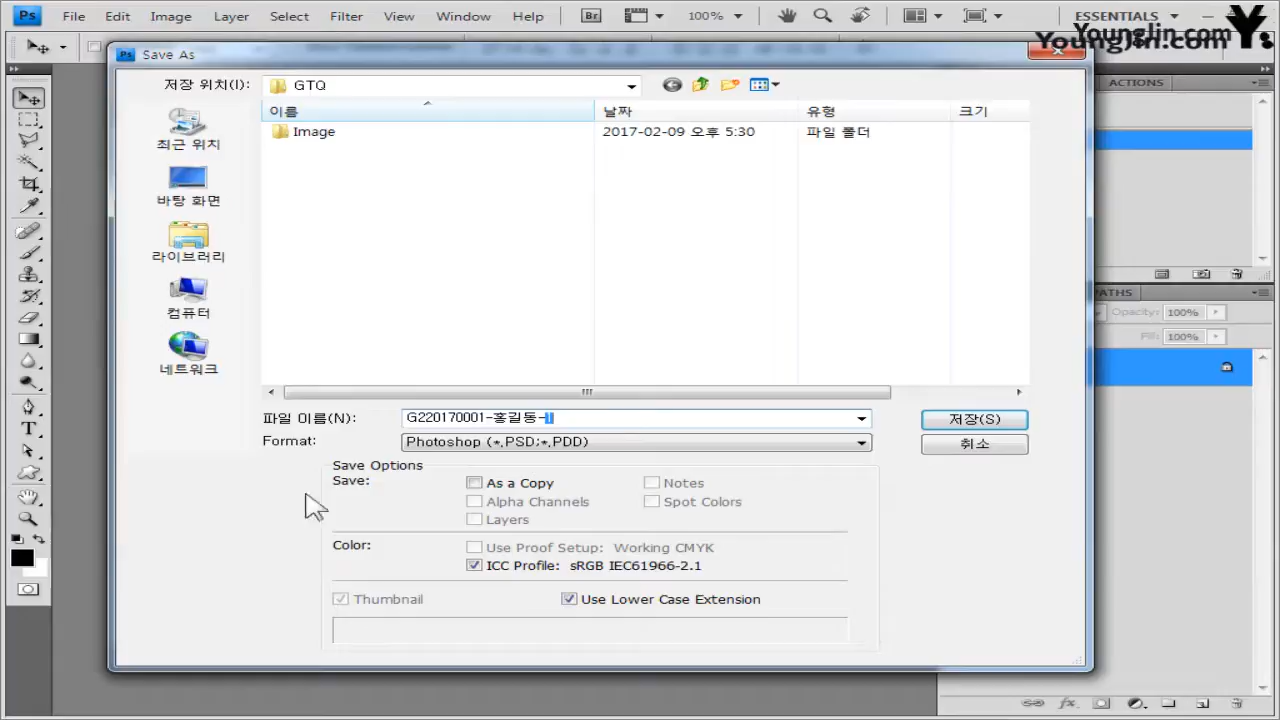 Ps File Edit Image Layer Select Filter View Window Help Br 100% ESSENTIALS
Younglin.com
Youngjin.com
Ps Save As
저장 위치(I): GTQ
ACTIONS
이름 날짜 유형 크기
Image 2017-02-09 오후 5:30 파일 폴더
최근 위치
바탕 화면
라이브러리
컴퓨터
네트워크
PATHS
Opacity: 100%
Fill: 100%
파일 이름(N): G220170001-홍길동-1 저장(S)
Format: Photoshop (*.PSD;*.PDD) 취소
Save Options
Save: As a Copy Notes
Alpha Channels Spot Colors
Layers
Color: Use Proof Setup: Working CMYK
ICC Profile: sRGB IEC61966-2.1
Thumbnail Use Lower Case Extension
T
fx